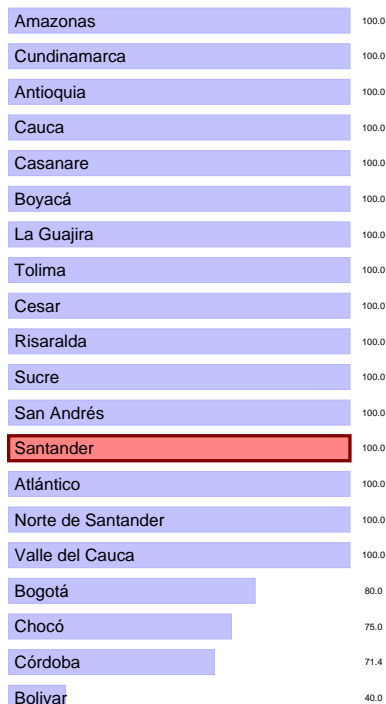 Amazonas 100.0
Cundinamarca 100.0
Antioquia 100.0
Cauca 100.0
Casanare 100.0
Boyacá 100.0
La Guajira 100.0
Tolima 100.0
Cesar 100.0
Risaralda 100.0
Sucre 100.0
San Andrés 100.0
Santander 100.0
Atlántico 100.0
Norte de Santander 100.0
Valle del Cauca 100.0
Bogotá 80.0
Chocó 75.0
Córdoba 71.4
Bolivar 40.0